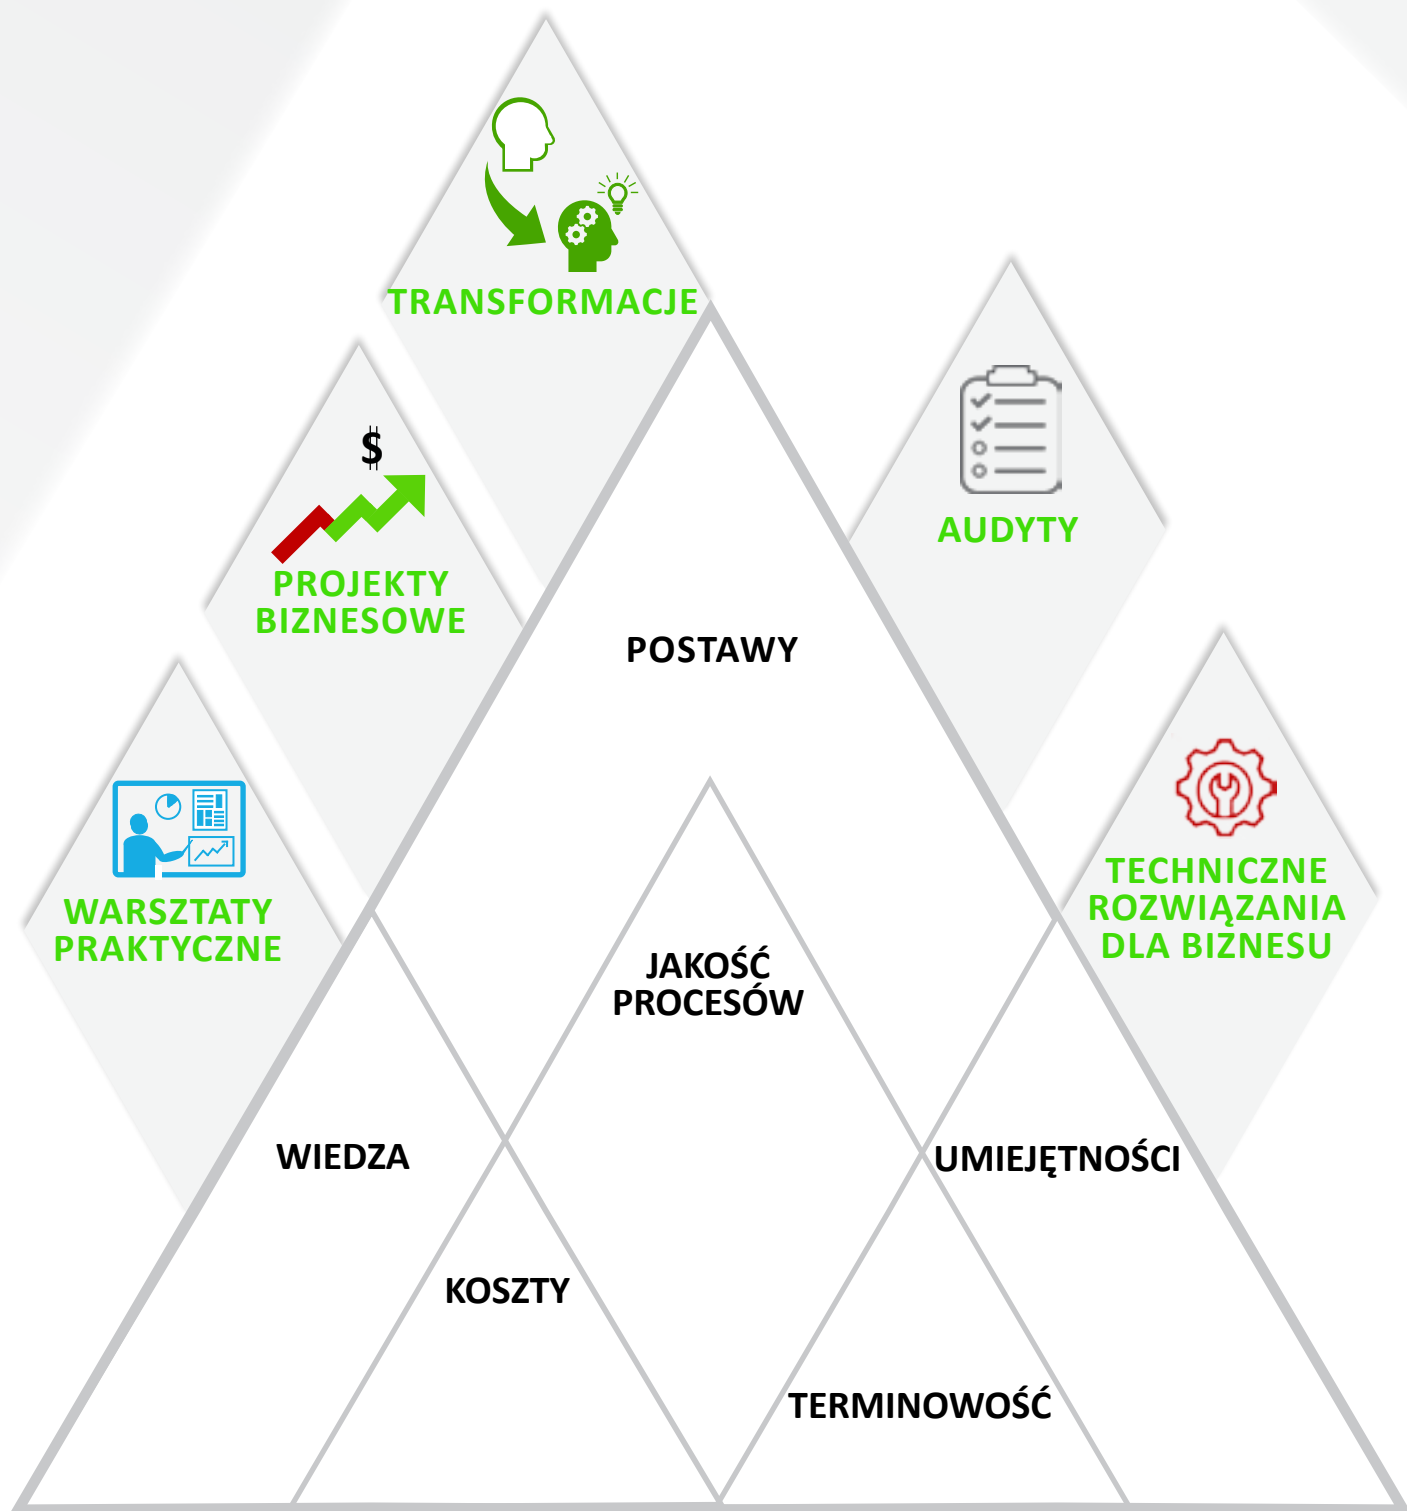 TRANSFORMACJE
$
AUDYTY
PROJEKTY
BIZNESOWE
POSTAWY
TECHNICZNE
ROZWIĄZANIA
DLA BIZNESU
WARSZTATY
PRAKTYCZNE
JAKOŚĆ
PROCESÓW
WIEDZA
UMIEJĘTNOŚCI
KOSZTY
TERMINOWOŚĆ